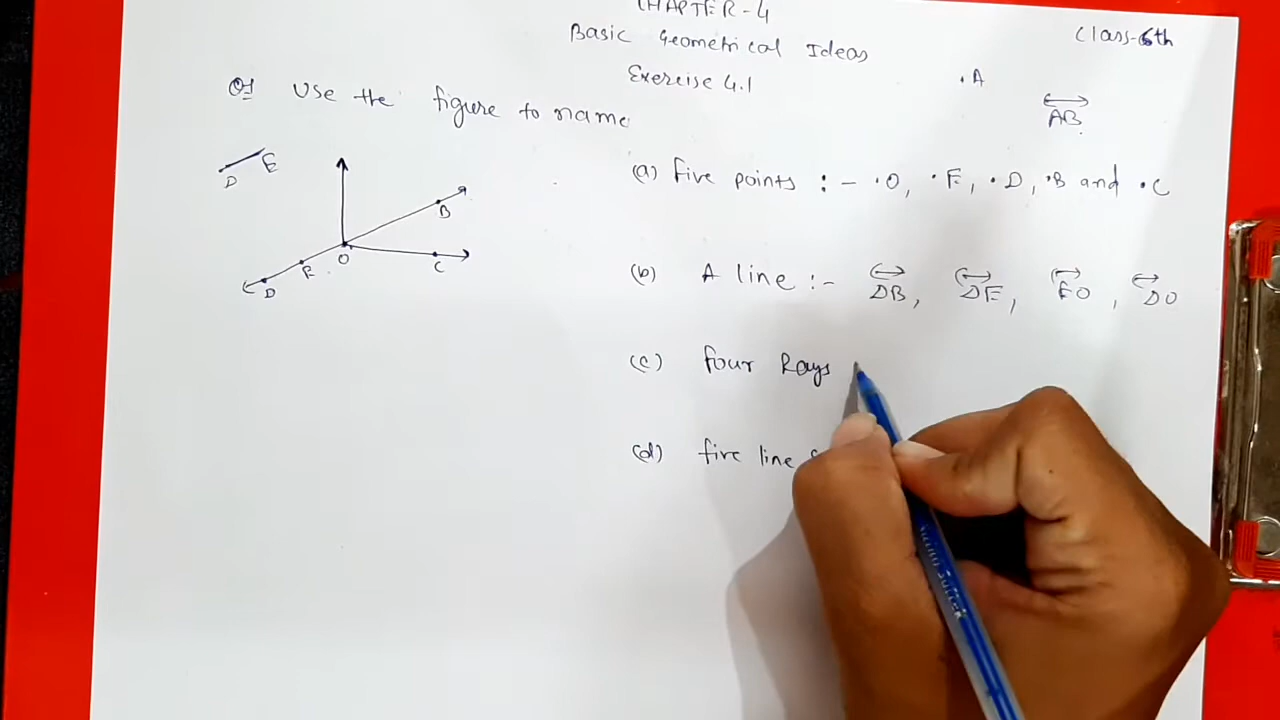 CHAPTER-4
Basic Geometrical Ideas
Class-6th
Exercise 4.1
.A
AB
Q1 Use the figure to name
D E
B
O
C
E
D
(a) five points :- .O, .E, .D, .B and .C
(b) A line :- DB, DE, EO, DO
(c) four Rays
(d) five line